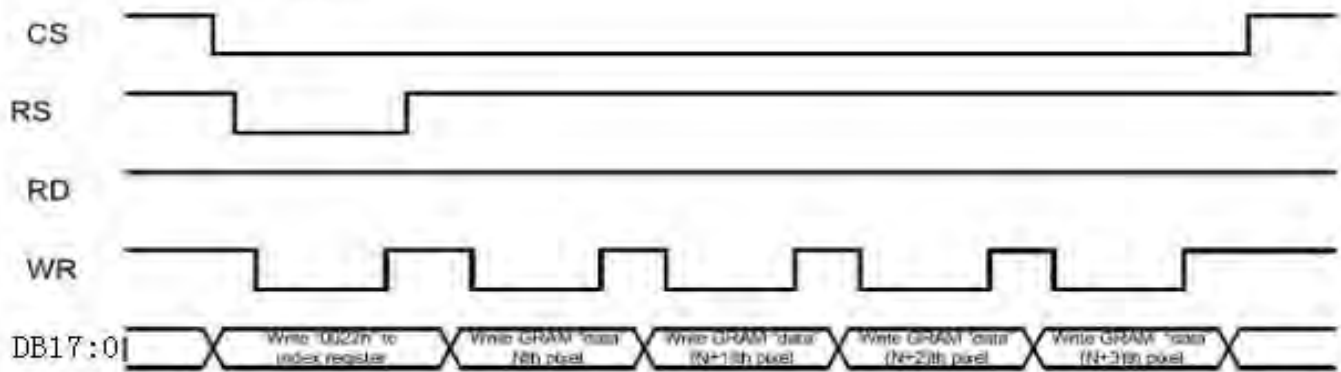 CS
RS
RD
WR
DB17:0
Write "0022h" to
index register
Write GRAM "data"
Nth pixel
Write GRAM "data"
(N+1)th pixel
Write GRAM "data"
(N+2)th pixel
Write GRAM "data"
(N+3)th pixel